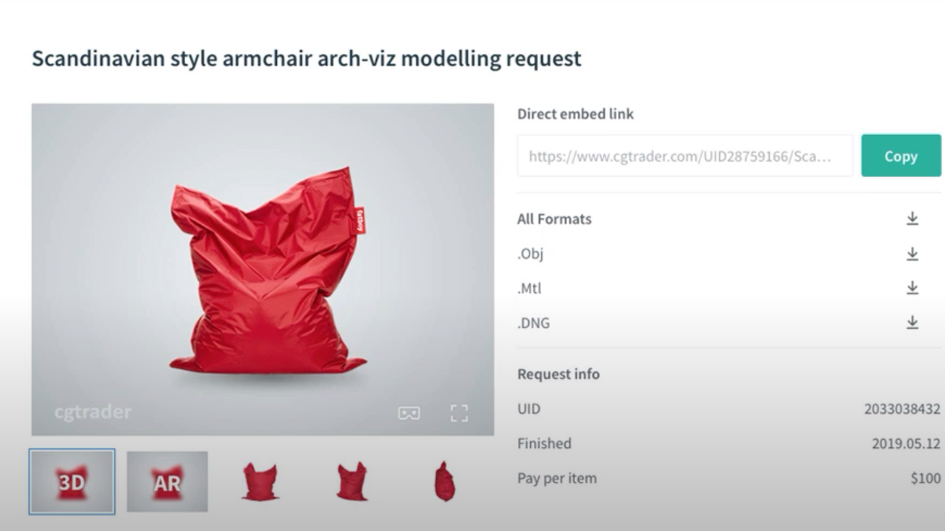 Scandinavian style armchair arch-viz modelling request
Direct embed link
https://www.cgtrader.com/UID28759166/Sca...
Copy
All Formats
.Obj
.Mtl
.DNG
Request info
UID 2033038432
Finished 2019.05.12
Pay per item $100
fatboy
cgtrader
3D
AR